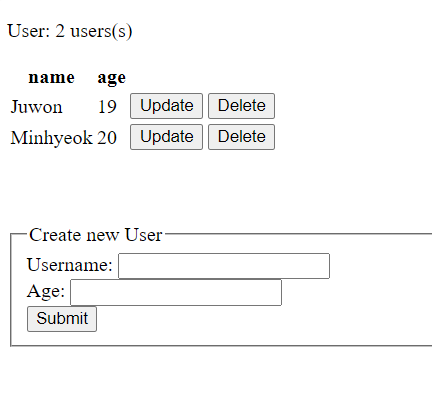 User: 2 users(s)
name age
Juwon 19 Update Delete
Minhyeok 20 Update Delete
Create new User
Username:
Age:
Submit